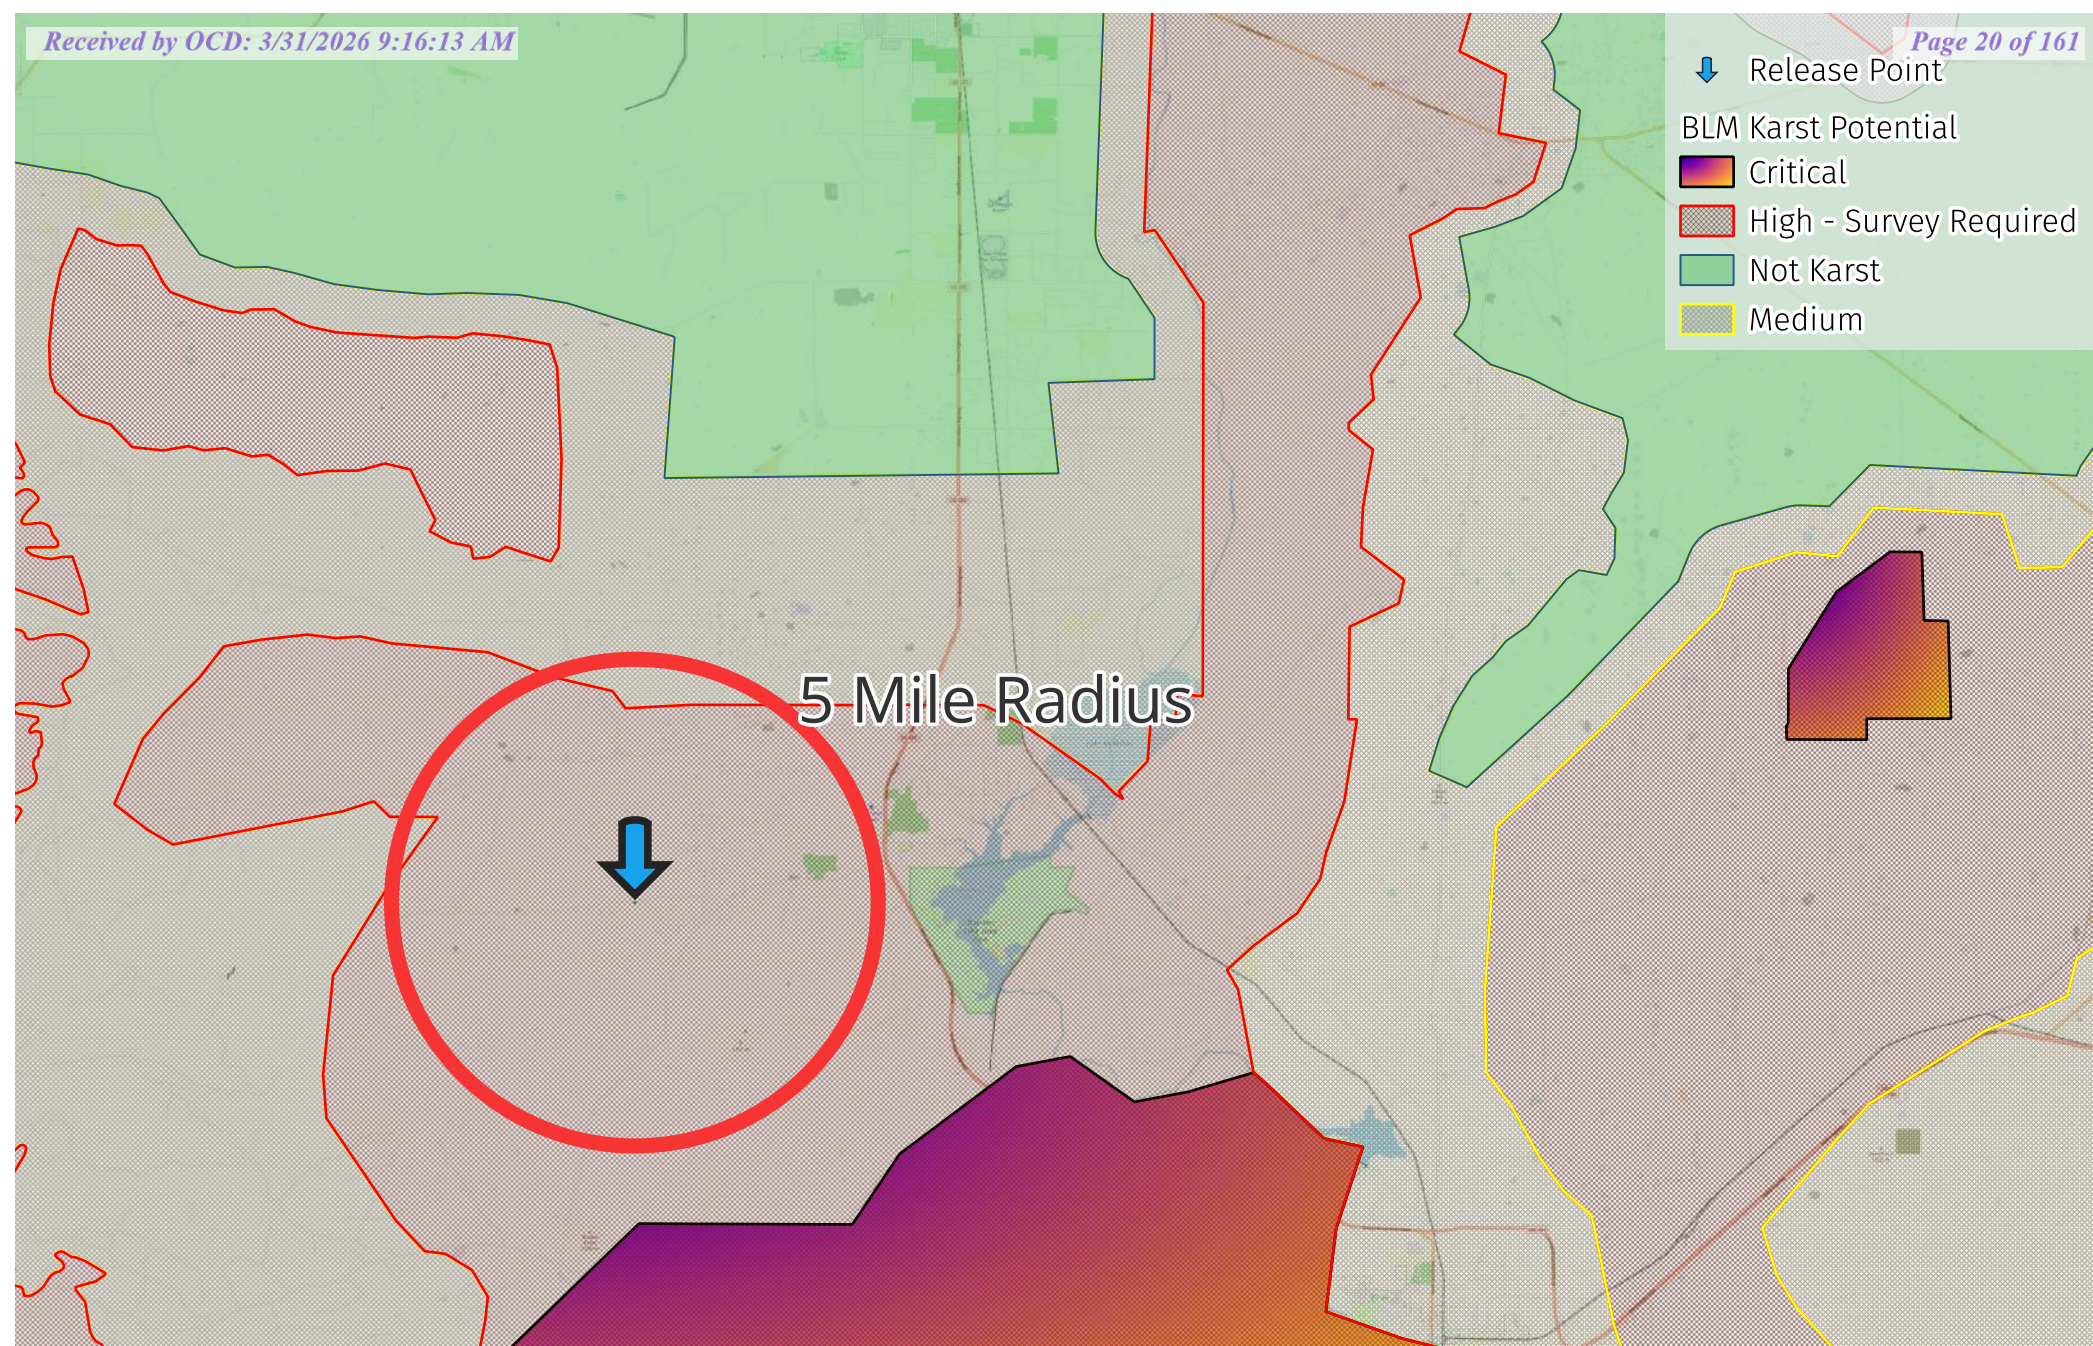 Received by OCD: 3/31/2026 9:16:13 AM
Page 20 of 161
Release Point
BLM Karst Potential
Critical
High - Survey Required
Not Karst
Medium
5 Mile Radius